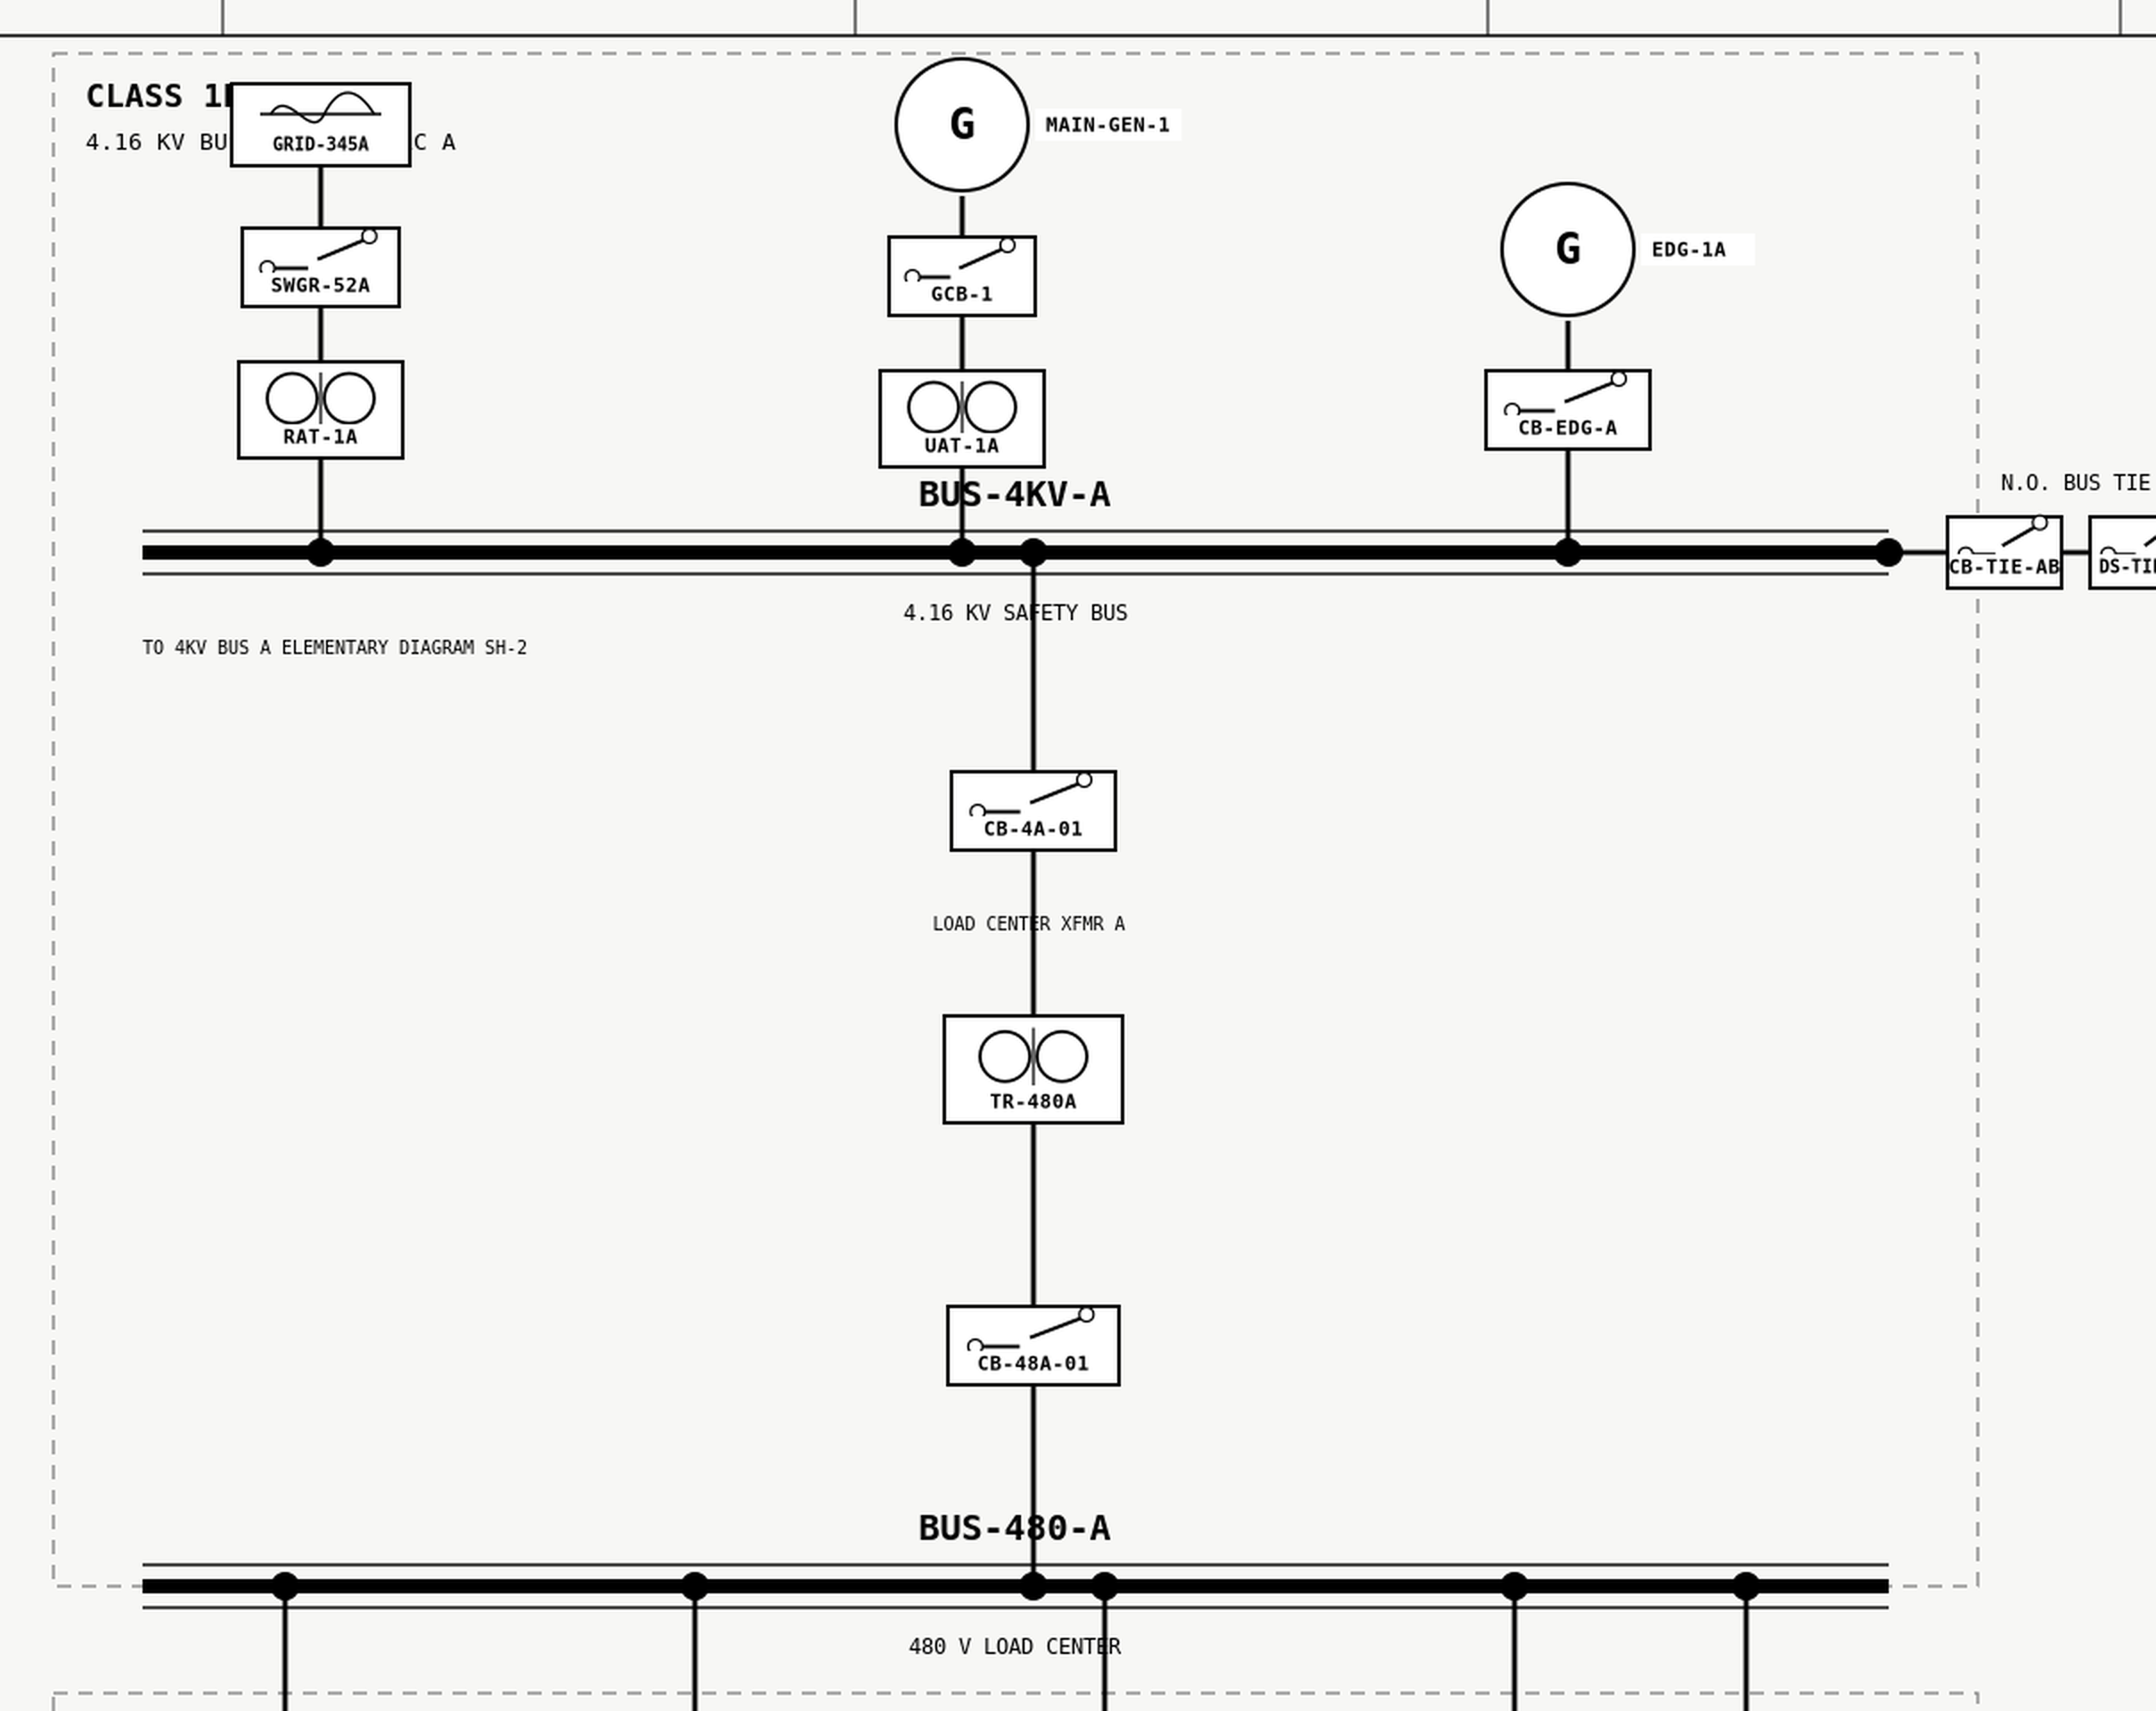 CLASS
4.16 KV C A
GRID-345A
G MAIN-GEN-1
G EDG-1A
SWGR-52A
GCB-1
RAT-1A
UAT-1A
CB-EDG-A
BUS-4KV-A
N.O. BUS TIE
CB-TIE-AB
4.16 KV SAFETY BUS
TO 4KV BUS A ELEMENTARY DIAGRAM SH-2
CB-4A-01
LOAD CENTER XFMR A
TR-480A
CB-48A-01
BUS-480-A
480 V LOAD CENTER